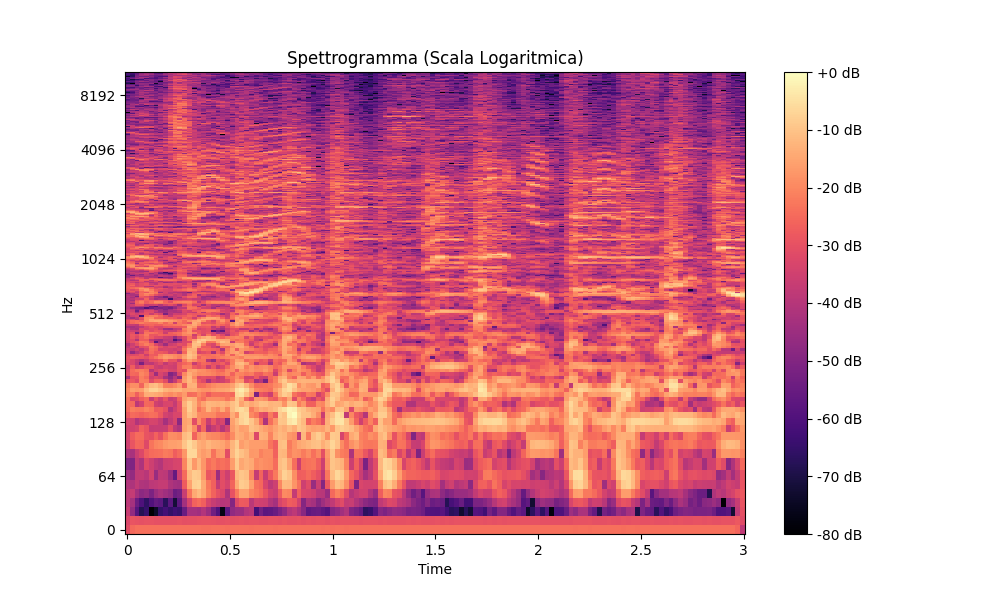 Spettrogramma (Scala Logaritmica)
Hz
8192
4096
2048
1024
512
256
128
64
0
0
0.5
1
1.5
2
2.5
3
Time
+0 dB
-10 dB
-20 dB
-30 dB
-40 dB
-50 dB
-60 dB
-70 dB
-80 dB